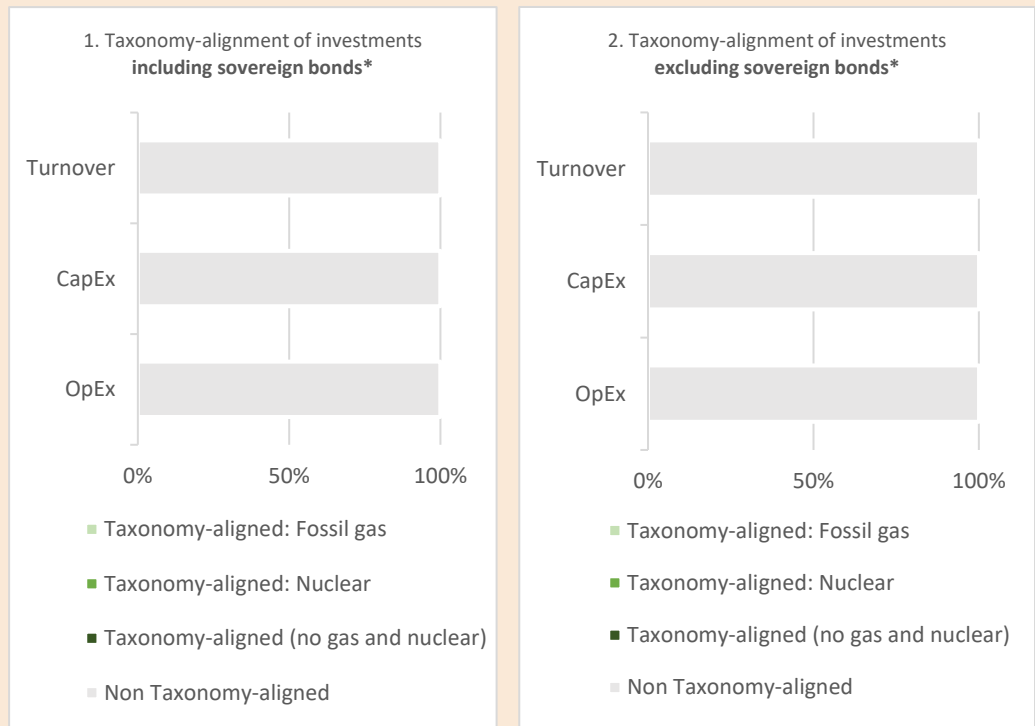 1. Taxonomy-alignment of investments
including sovereign bonds*
Turnover
CapEx
OpEx
0% 50% 100%
Taxonomy-aligned: Fossil gas
Taxonomy-aligned: Nuclear
Taxonomy-aligned (no gas and nuclear)
Non Taxonomy-aligned
2. Taxonomy-alignment of investments
excluding sovereign bonds*
Turnover
CapEx
OpEx
0% 50% 100%
Taxonomy-aligned: Fossil gas
Taxonomy-aligned: Nuclear
Taxonomy-aligned (no gas and nuclear)
Non Taxonomy-aligned